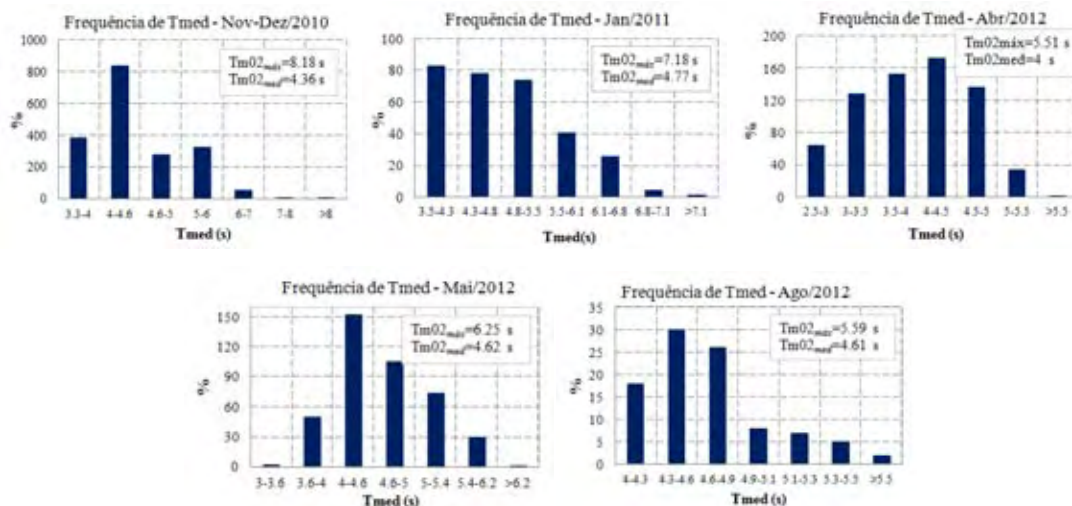 Frequência de Tmed - Nov-Dez/2010
1000
800
600
400
200
0
%
Tm02máx=8.18 s
Tm02med=4.36 s
3.3-4 4-4.6 4.6-5 5-6 6-7 7-8 >8
Tmed (s)
Frequência de Tmed - Jan/2011
100
80
60
40
20
0
%
Tm02máx=7.18 s
Tm02med=4.77 s
3.5-4.3 4.3-4.8 4.8-5.5 5.5-6.1 6.1-6.8 6.8-7.1 >7.1
Tmed(s)
Frequência de Tmed - Abr/2012
200
160
120
80
40
0
%
Tm02máx=5.51 s
Tm02med=4 s
2.5-3 3-3.5 3.5-4 4-4.5 4.5-5 5-5.5 >5.5
Tmed (s)
Frequência de Tmed - Mai/2012
150
120
90
60
30
0
%
Tm02máx=6.25 s
Tm02med=4.62 s
3-3.6 3.6-4 4-4.6 4.6-5 5-5.4 5.4-6.2 >6.2
Tmed (s)
Frequência de Tmed - Ago/2012
35
30
25
20
15
10
5
0
%
Tm02máx=5.59 s
Tm02med=4.61 s
4-4.3 4.3-4.6 4.6-4.9 4.9-5.1 5.1-5.3 5.3-5.5 >5.5
Tmed (s)